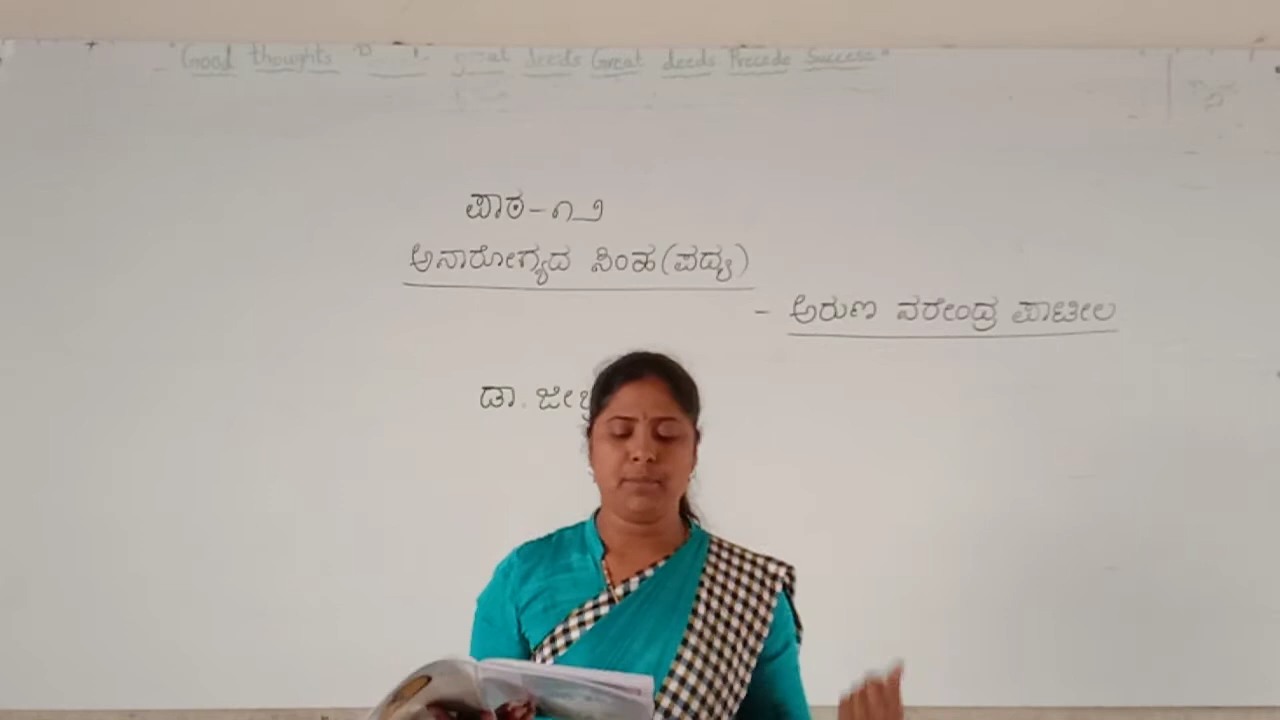 "Good thoughts great deeds Great deeds Precede Success"
ಪಾಠ-೧೨
ಅನಾರೋಗ್ಯದ ಸಿಂಹ(ಪದ್ಯ)
- ಅರುಣ ನರೇಂದ್ರ ಪಾಟೀಲ
ಡಾ.